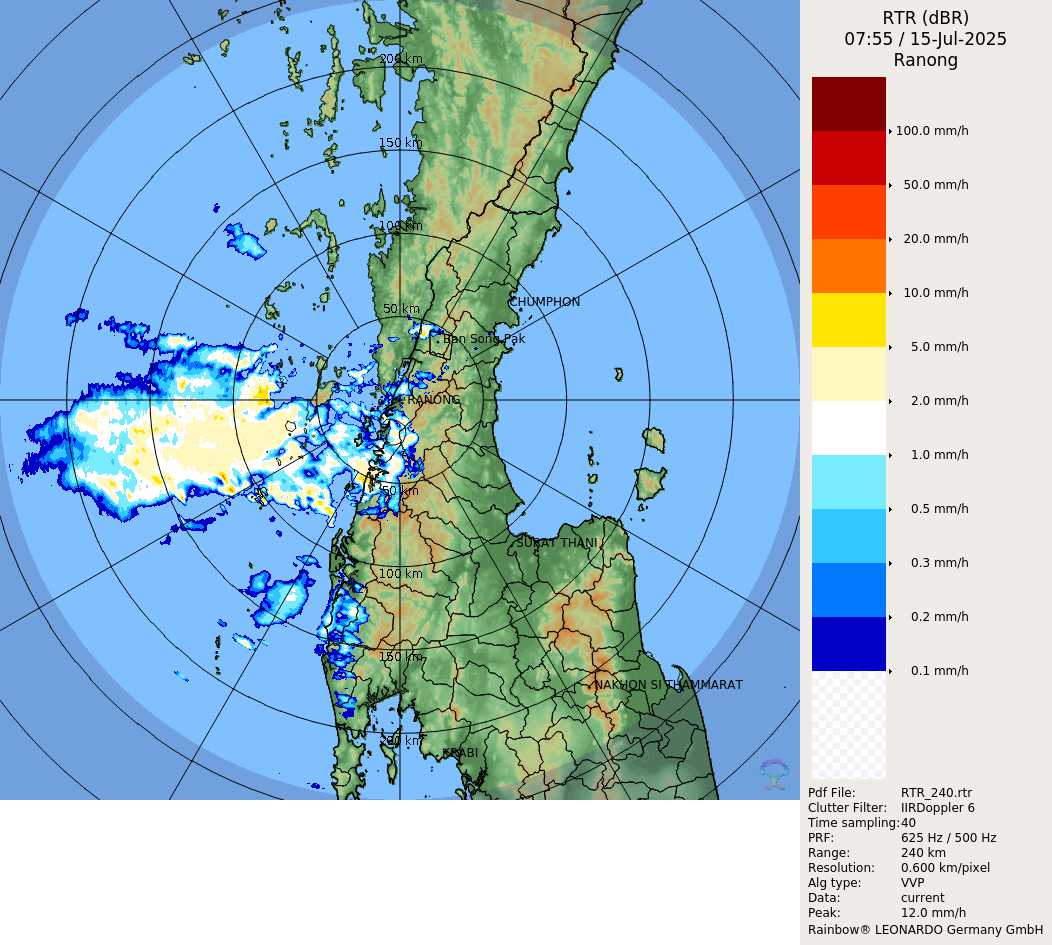 RTR (dBR)
07:55 / 15-Jul-2025
Ranong
100.0 mm/h
50.0 mm/h
20.0 mm/h
10.0 mm/h
5.0 mm/h
2.0 mm/h
1.0 mm/h
0.5 mm/h
0.3 mm/h
0.2 mm/h
0.1 mm/h
Pdf File: RTR_240.rtr
Clutter Filter: IIRDoppler 6
Time sampling: 40
PRF: 625 Hz / 500 Hz
Range: 240 km
Resolution: 0.600 km/pixel
Alg type: VVP
Data: current
Peak: 12.0 mm/h
Rainbow® LEONARDO Germany GmbH
200 km
150 km
100 km
CHUMPHON
50 km
Ban Song Pak
RANONG
50 km
SURAT THANI
100 km
150 km
NAKHON SI THAMMARAT
200 km
KRABI